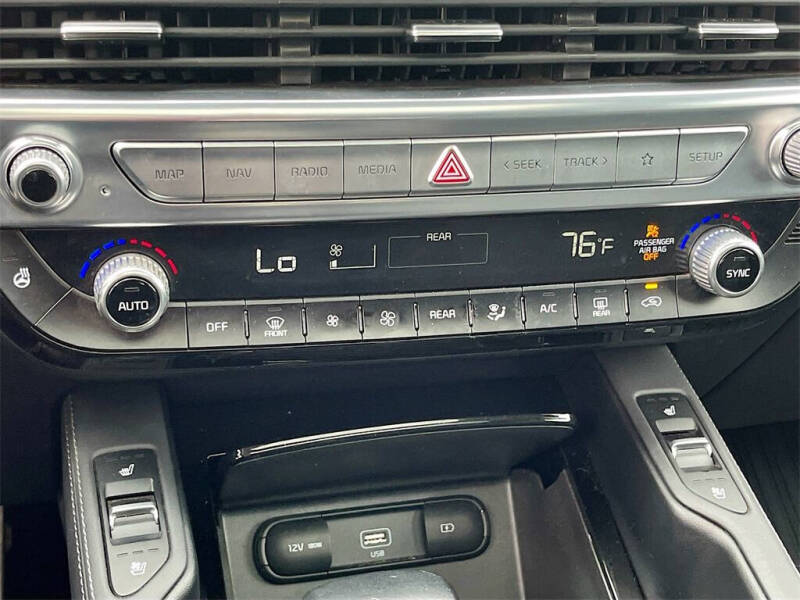 MAP NAV RADIO MEDIA < SEEK TRACK > SETUP
REAR
Lo 76°F PASSENGER
AIR BAG
OFF
AUTO SYNC
OFF FRONT REAR A/C REAR
12V USB